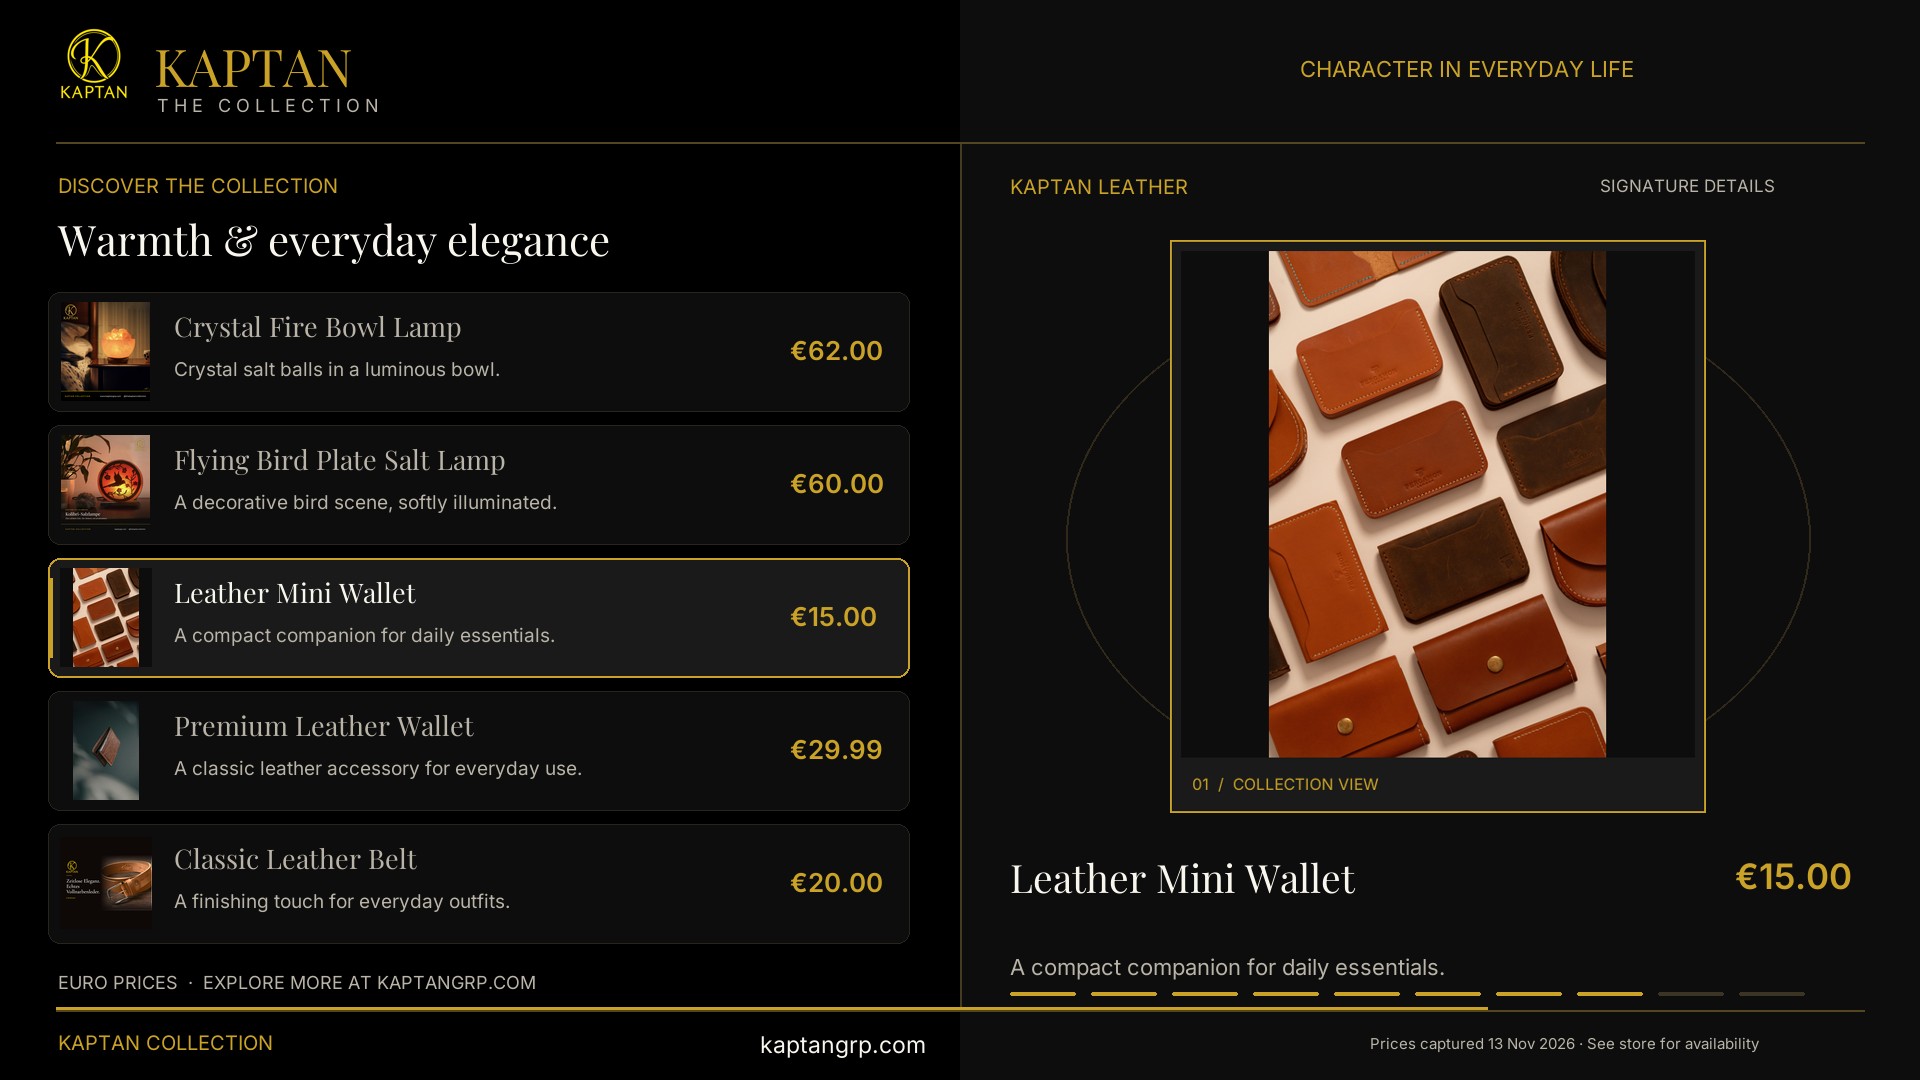 KAPTAN
KAPTAN
THE COLLECTION
CHARACTER IN EVERYDAY LIFE
DISCOVER THE COLLECTION
Warmth & everyday elegance
Crystal Fire Bowl Lamp
Crystal salt balls in a luminous bowl.
€62.00
Flying Bird Plate Salt Lamp
A decorative bird scene, softly illuminated.
€60.00
Leather Mini Wallet
A compact companion for daily essentials.
€15.00
Premium Leather Wallet
A classic leather accessory for everyday use.
€29.99
Classic Leather Belt
A finishing touch for everyday outfits.
€20.00
EURO PRICES · EXPLORE MORE AT KAPTANGRP.COM
KAPTAN LEATHER
SIGNATURE DETAILS
01 / COLLECTION VIEW
Leather Mini Wallet
€15.00
A compact companion for daily essentials.
KAPTAN COLLECTION
kaptangrp.com
Prices captured 13 Nov 2026 · See store for availability